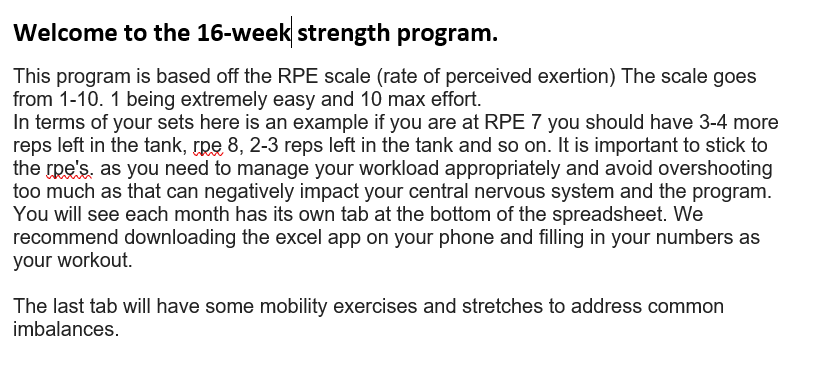 Welcome to the 16-week strength program.
This program is based off the RPE scale (rate of perceived exertion) The scale goes
from 1-10. 1 being extremely easy and 10 max effort.
In terms of your sets here is an example if you are at RPE 7 you should have 3-4 more
reps left in the tank, rpe 8, 2-3 reps left in the tank and so on. It is important to stick to
the rpe's. as you need to manage your workload appropriately and avoid overshooting
too much as that can negatively impact your central nervous system and the program.
You will see each month has its own tab at the bottom of the spreadsheet. We
recommend downloading the excel app on your phone and filling in your numbers as
your workout.
The last tab will have some mobility exercises and stretches to address common
imbalances.